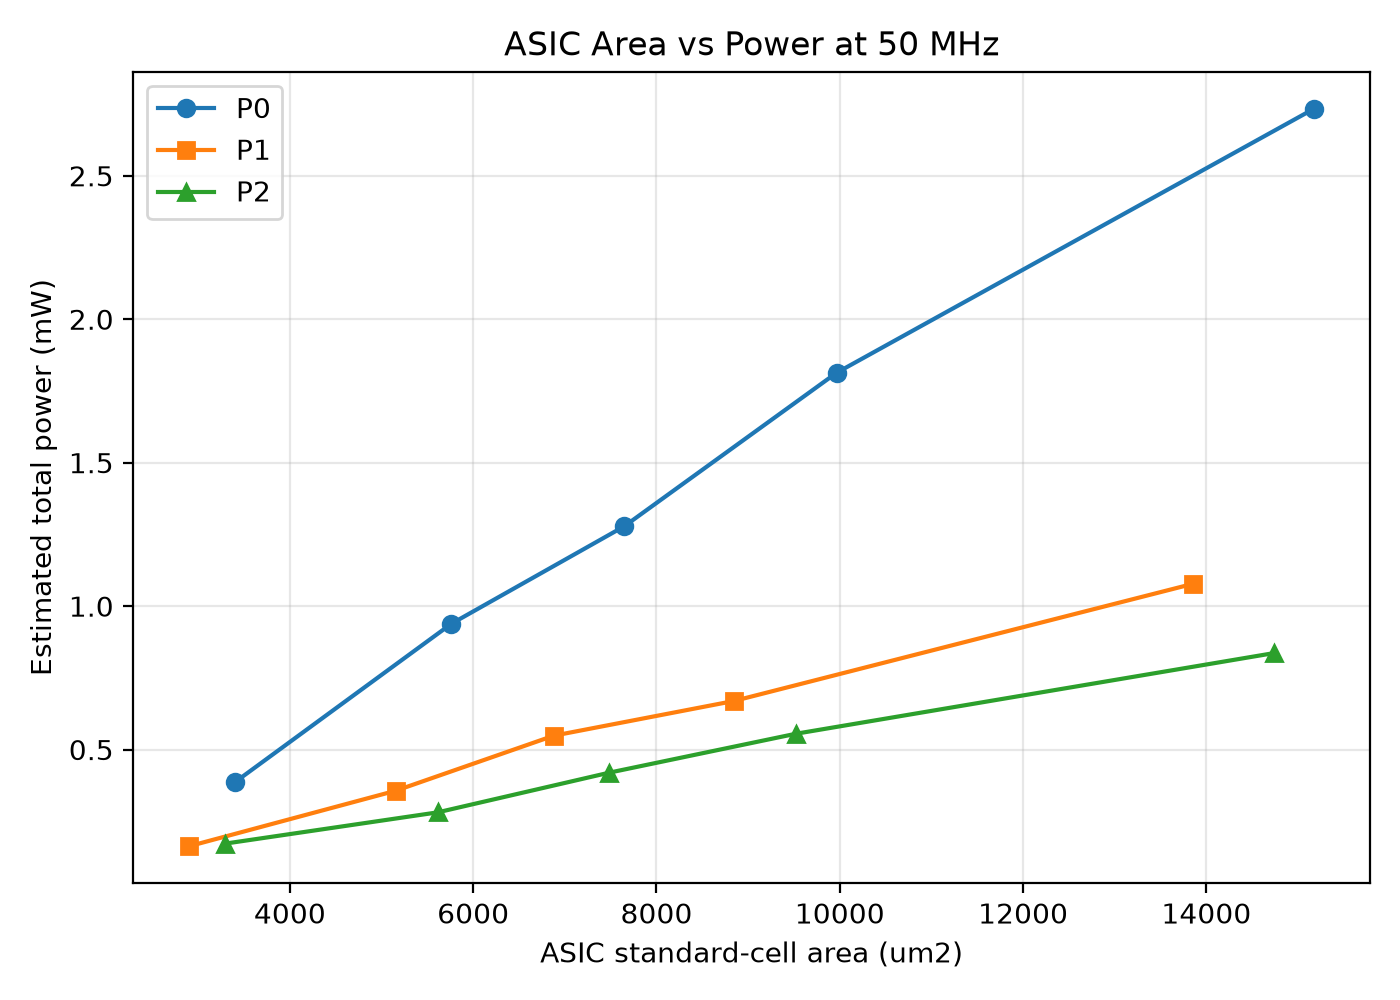 ASIC Area vs Power at 50 MHz
P0
P1
P2
2.5
2.0
1.5
1.0
0.5
Estimated total power (mW)
4000 6000 8000 10000 12000 14000
ASIC standard-cell area (um2)